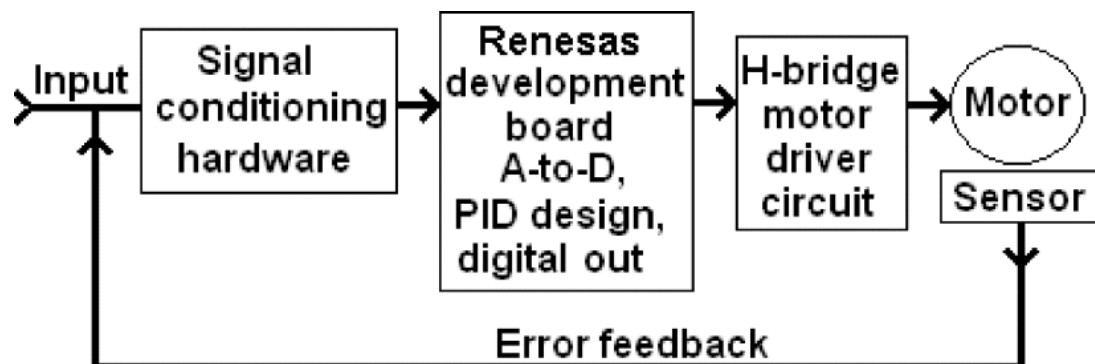 Input
Signal
conditioning
hardware
Renesas
development
board
A-to-D,
PID design,
digital out
H-bridge
motor
driver
circuit
Motor
Sensor
Error feedback